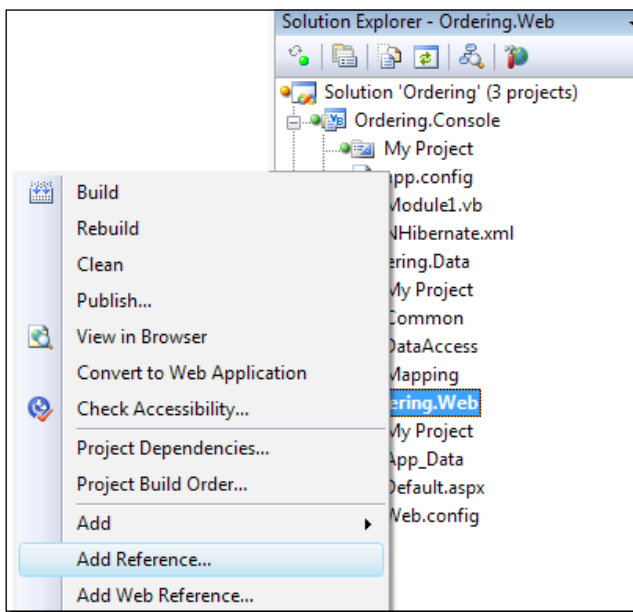 Solution Explorer - Ordering.Web
Solution 'Ordering' (3 projects)
Ordering.Console
My Project
app.config
Module1.vb
NHibernate.xml
ering.Data
My Project
Common
DataAccess
Mapping
ering.Web
My Project
App_Data
Default.aspx
Web.config
Build
Rebuild
Clean
Publish...
View in Browser
Convert to Web Application
Check Accessibility...
Project Dependencies...
Project Build Order...
Add
Add Reference...
Add Web Reference...